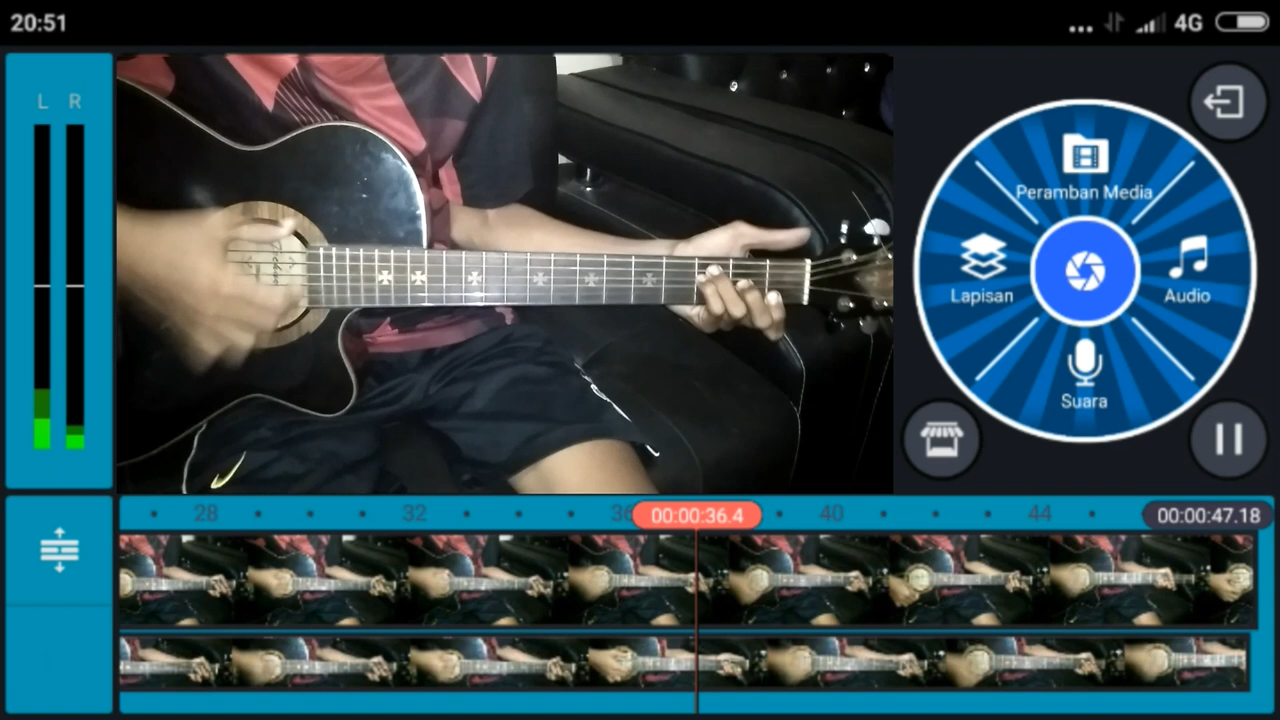 20:51
... 4G
L R
Peramban Media
Lapisan
Audio
Suara
28 32 36 00:00:36.4 40 44 00:00:47.18